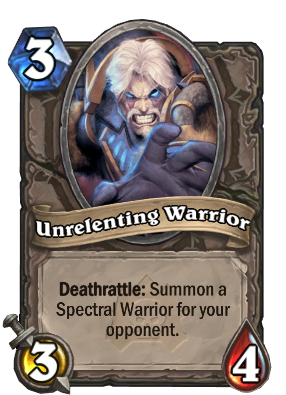 3
Unrelenting Warrior
Deathrattle: Summon a
Spectral Warrior for your
opponent.
3
4